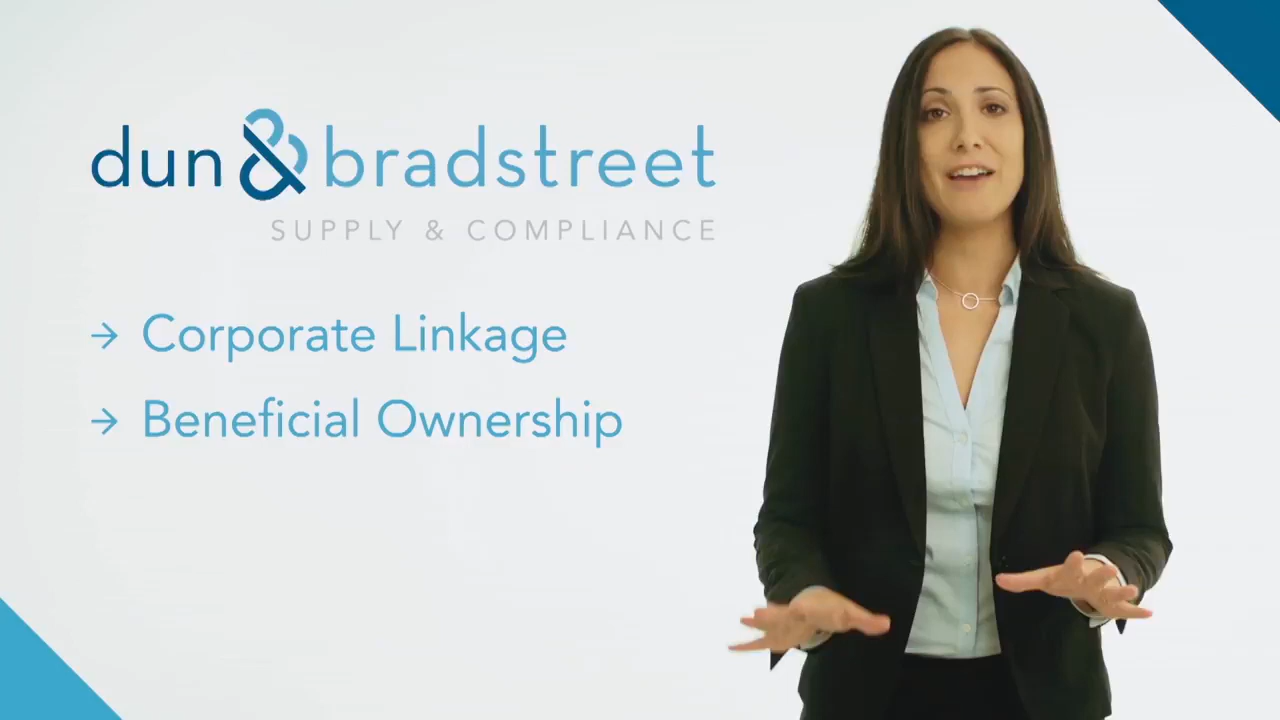 dun & bradstreet
SUPPLY & COMPLIANCE
→ Corporate Linkage
→ Beneficial Ownership